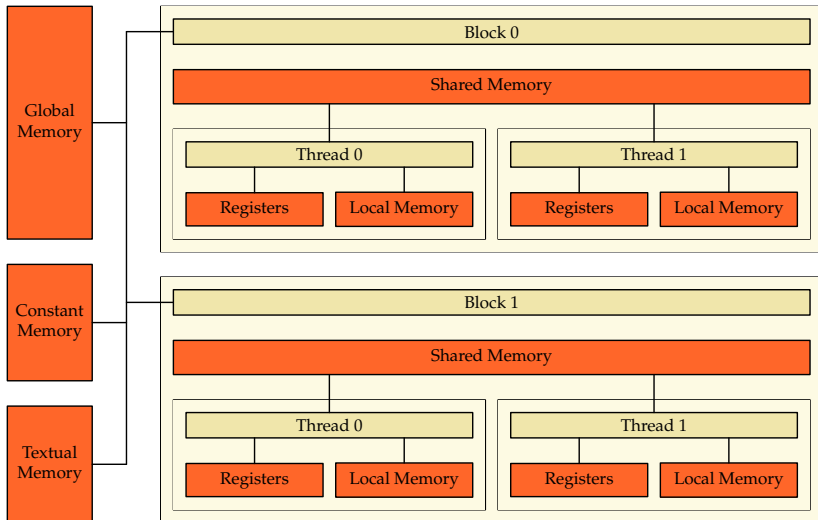 Global
Memory
Constant
Memory
Textual
Memory
Block 0
Shared Memory
Thread 0
Registers
Local Memory
Thread 1
Registers
Local Memory
Block 1
Shared Memory
Thread 0
Registers
Local Memory
Thread 1
Registers
Local Memory